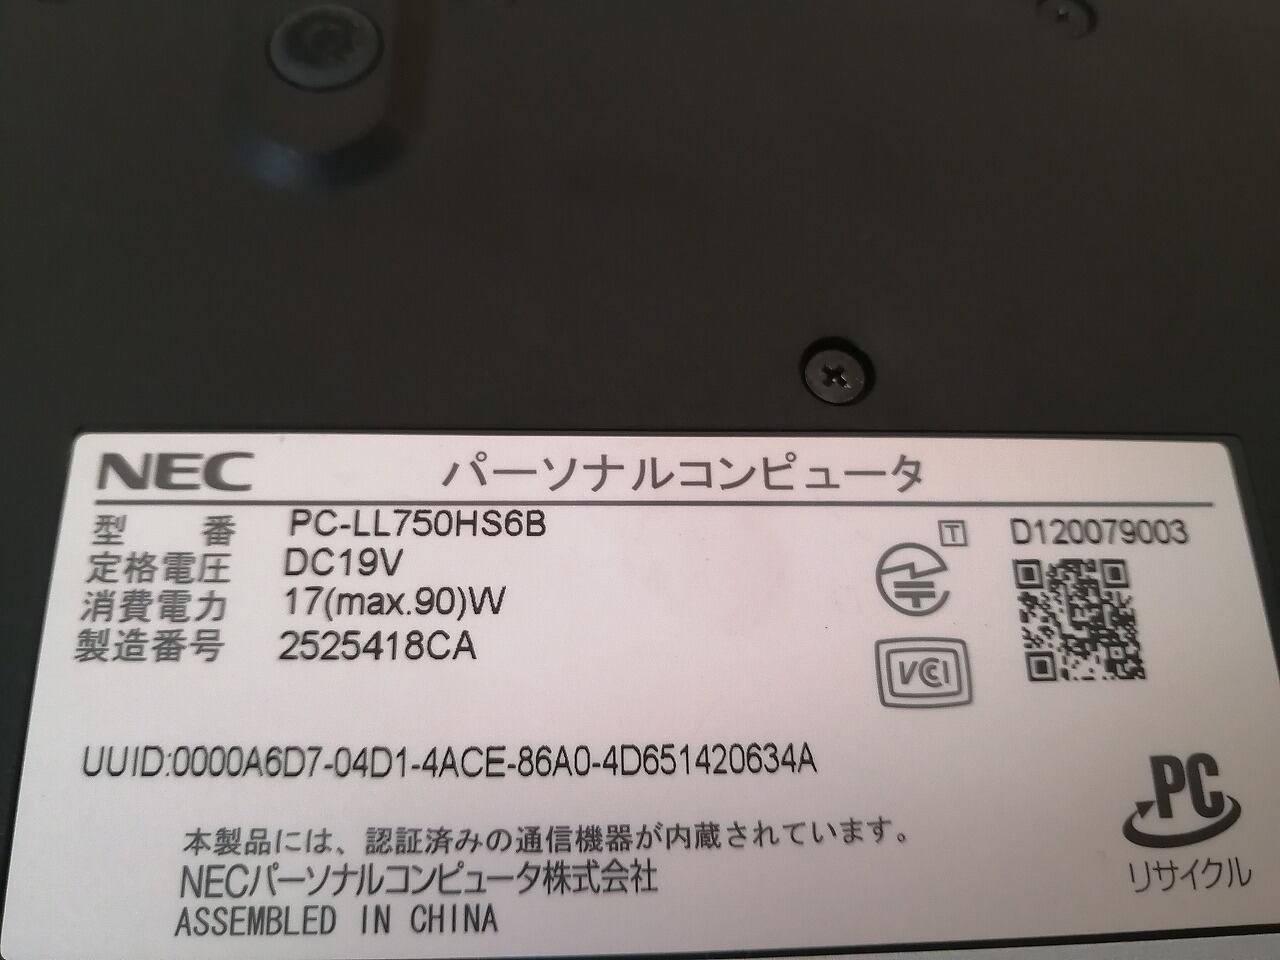 NEC パーソナルコンピュータ
型 番 PC-LL750HS6B
定格電圧 DC19V
消費電力 17(max.90)W
製造番号 2525418CA
T
D120079003
VCCI
UUID:0000A6D7-04D1-4ACE-86A0-4D651420634A
本製品には、認証済みの通信機器が内蔵されています。
NECパーソナルコンピュータ株式会社
ASSEMBLED IN CHINA
PC
リサイクル